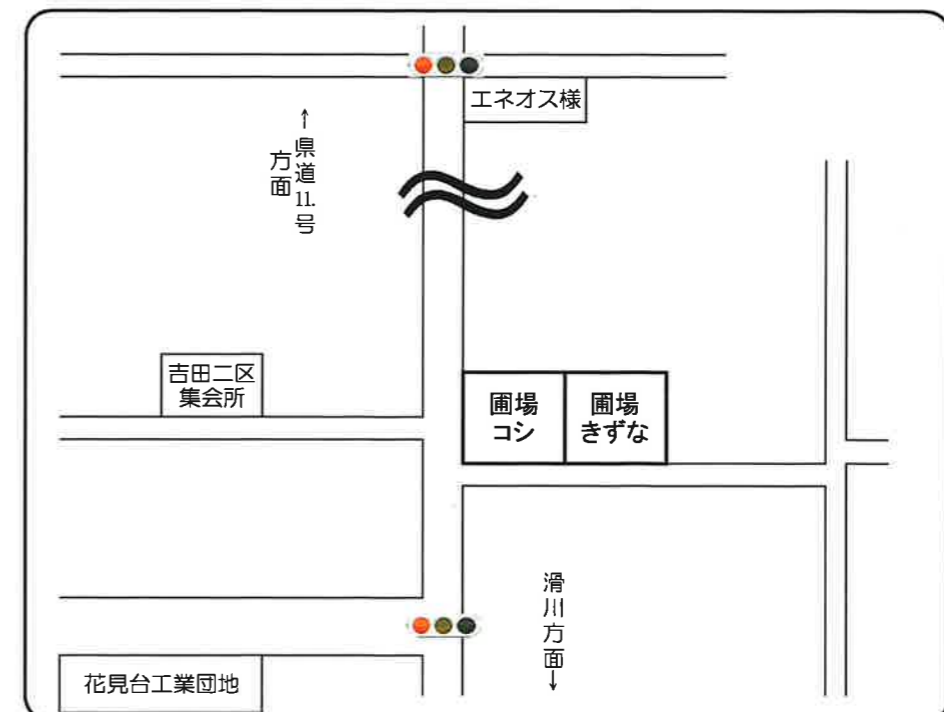 エネオス様
↑県道11.号
方面
吉田二区
集会所
圃場
コシ
圃場
きずな
滑川方面↓
花見台工業団地